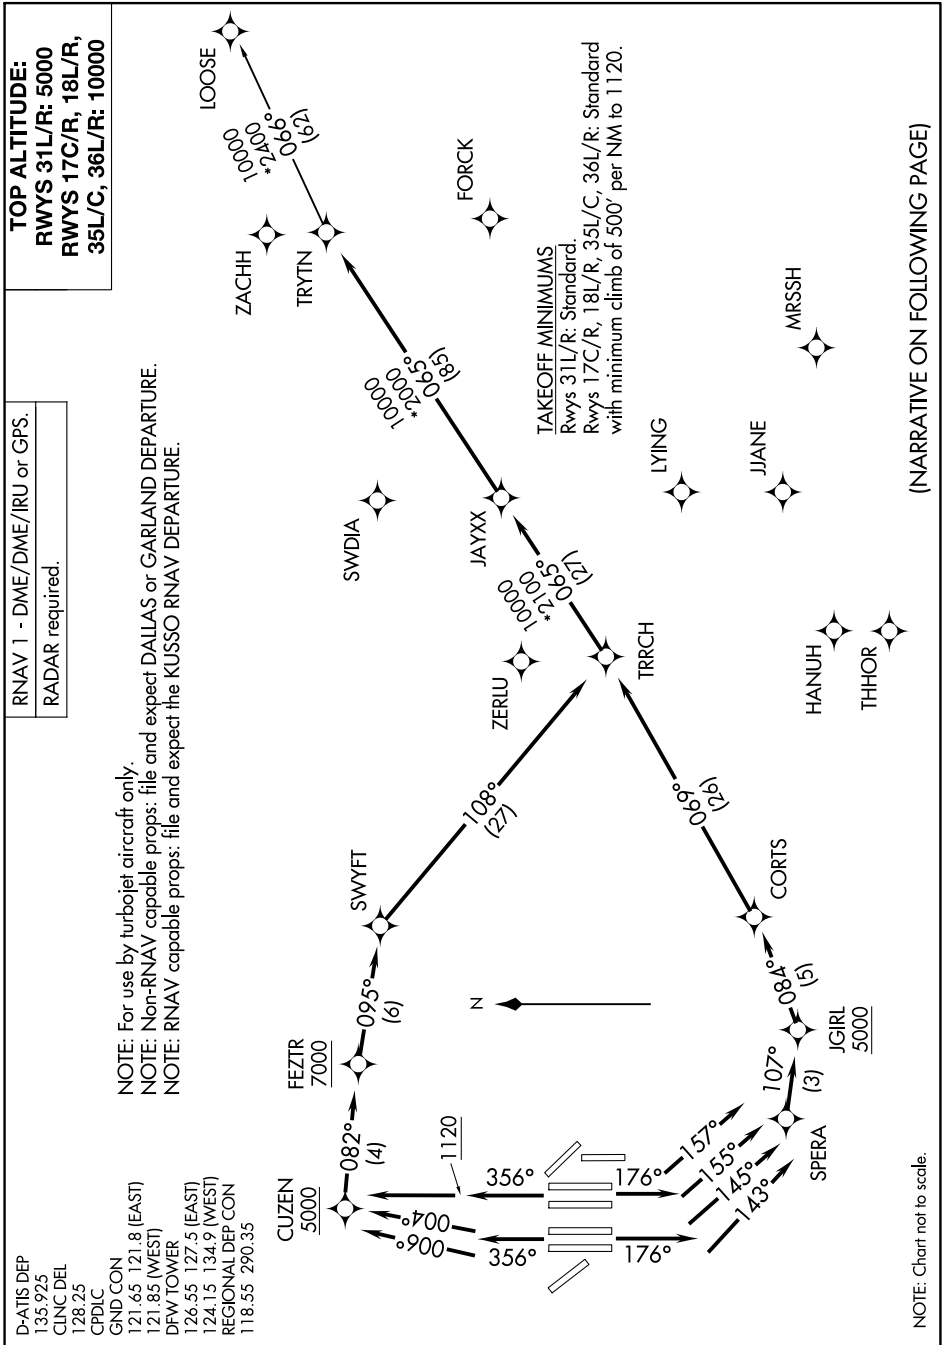 D-ATIS DEP
135.925
CLNC DEL
128.25
CPDLC
GND CON
121.65 121.8 (EAST)
121.85 (WEST)
DFW TOWER
126.55 127.5 (EAST)
124.15 134.9 (WEST)
REGIONAL DEP CON
118.55 290.35
RNAV 1 - DME/DME/IRU or GPS.
RADAR required.
TOP ALTITUDE:
RWYS 31L/R: 5000
RWYS 17C/R, 18L/R,
35L/C, 36L/R: 10000
NOTE: For use by turbojet aircraft only.
NOTE: Non-RNAV capable props: file and expect DALLAS or GARLAND DEPARTURE.
NOTE: RNAV capable props: file and expect the KUSSO RNAV DEPARTURE.
LOOSE
10000
*2400
066°
(62)
ZACHH
TRYTN
FORCK
10000
*2000
065°
(85)
SWDIA
JAYXX
10000
*2100
065°
(27)
ZERLU
TRRCH
TAKEOFF MINIMUMS
Rwys 31L/R: Standard.
Rwys 17C/R, 18L/R, 35L/C, 36L/R: Standard
with minimum climb of 500' per NM to 1120.
CUZEN
5000
082°
(4)
FEZTR
7000
095°
(6)
SWYFT
108°
(27)
N
1120
004°
006°
356°
356°
176°
176°
157°
155°
145°
143°
SPERA
107°
(3)
JGIRL
5000
084°
(5)
CORTS
069°
(26)
LYING
JJANE
MRSSH
HANUH
THHOR
NOTE: Chart not to scale.
(NARRATIVE ON FOLLOWING PAGE)